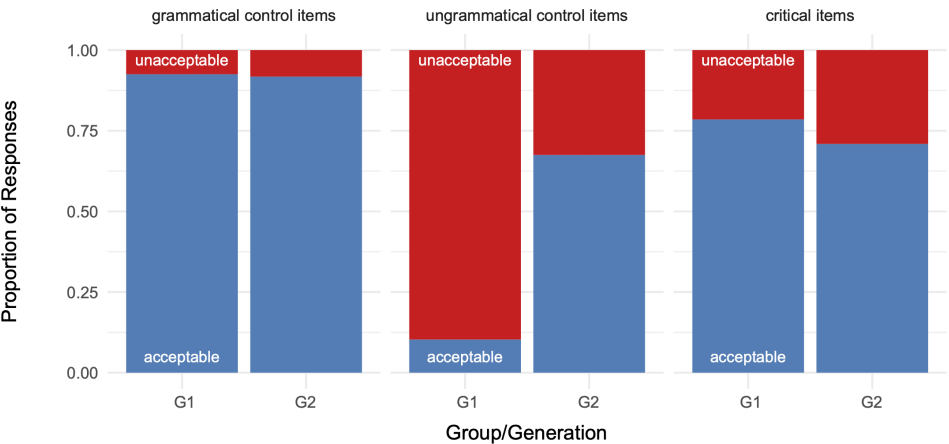 grammatical control items
ungrammatical control items
critical items
1.00
0.75
0.50
0.25
0.00
Proportion of Responses
unacceptable
acceptable
unacceptable
acceptable
unacceptable
acceptable
G1
G2
G1
G2
G1
G2
Group/Generation